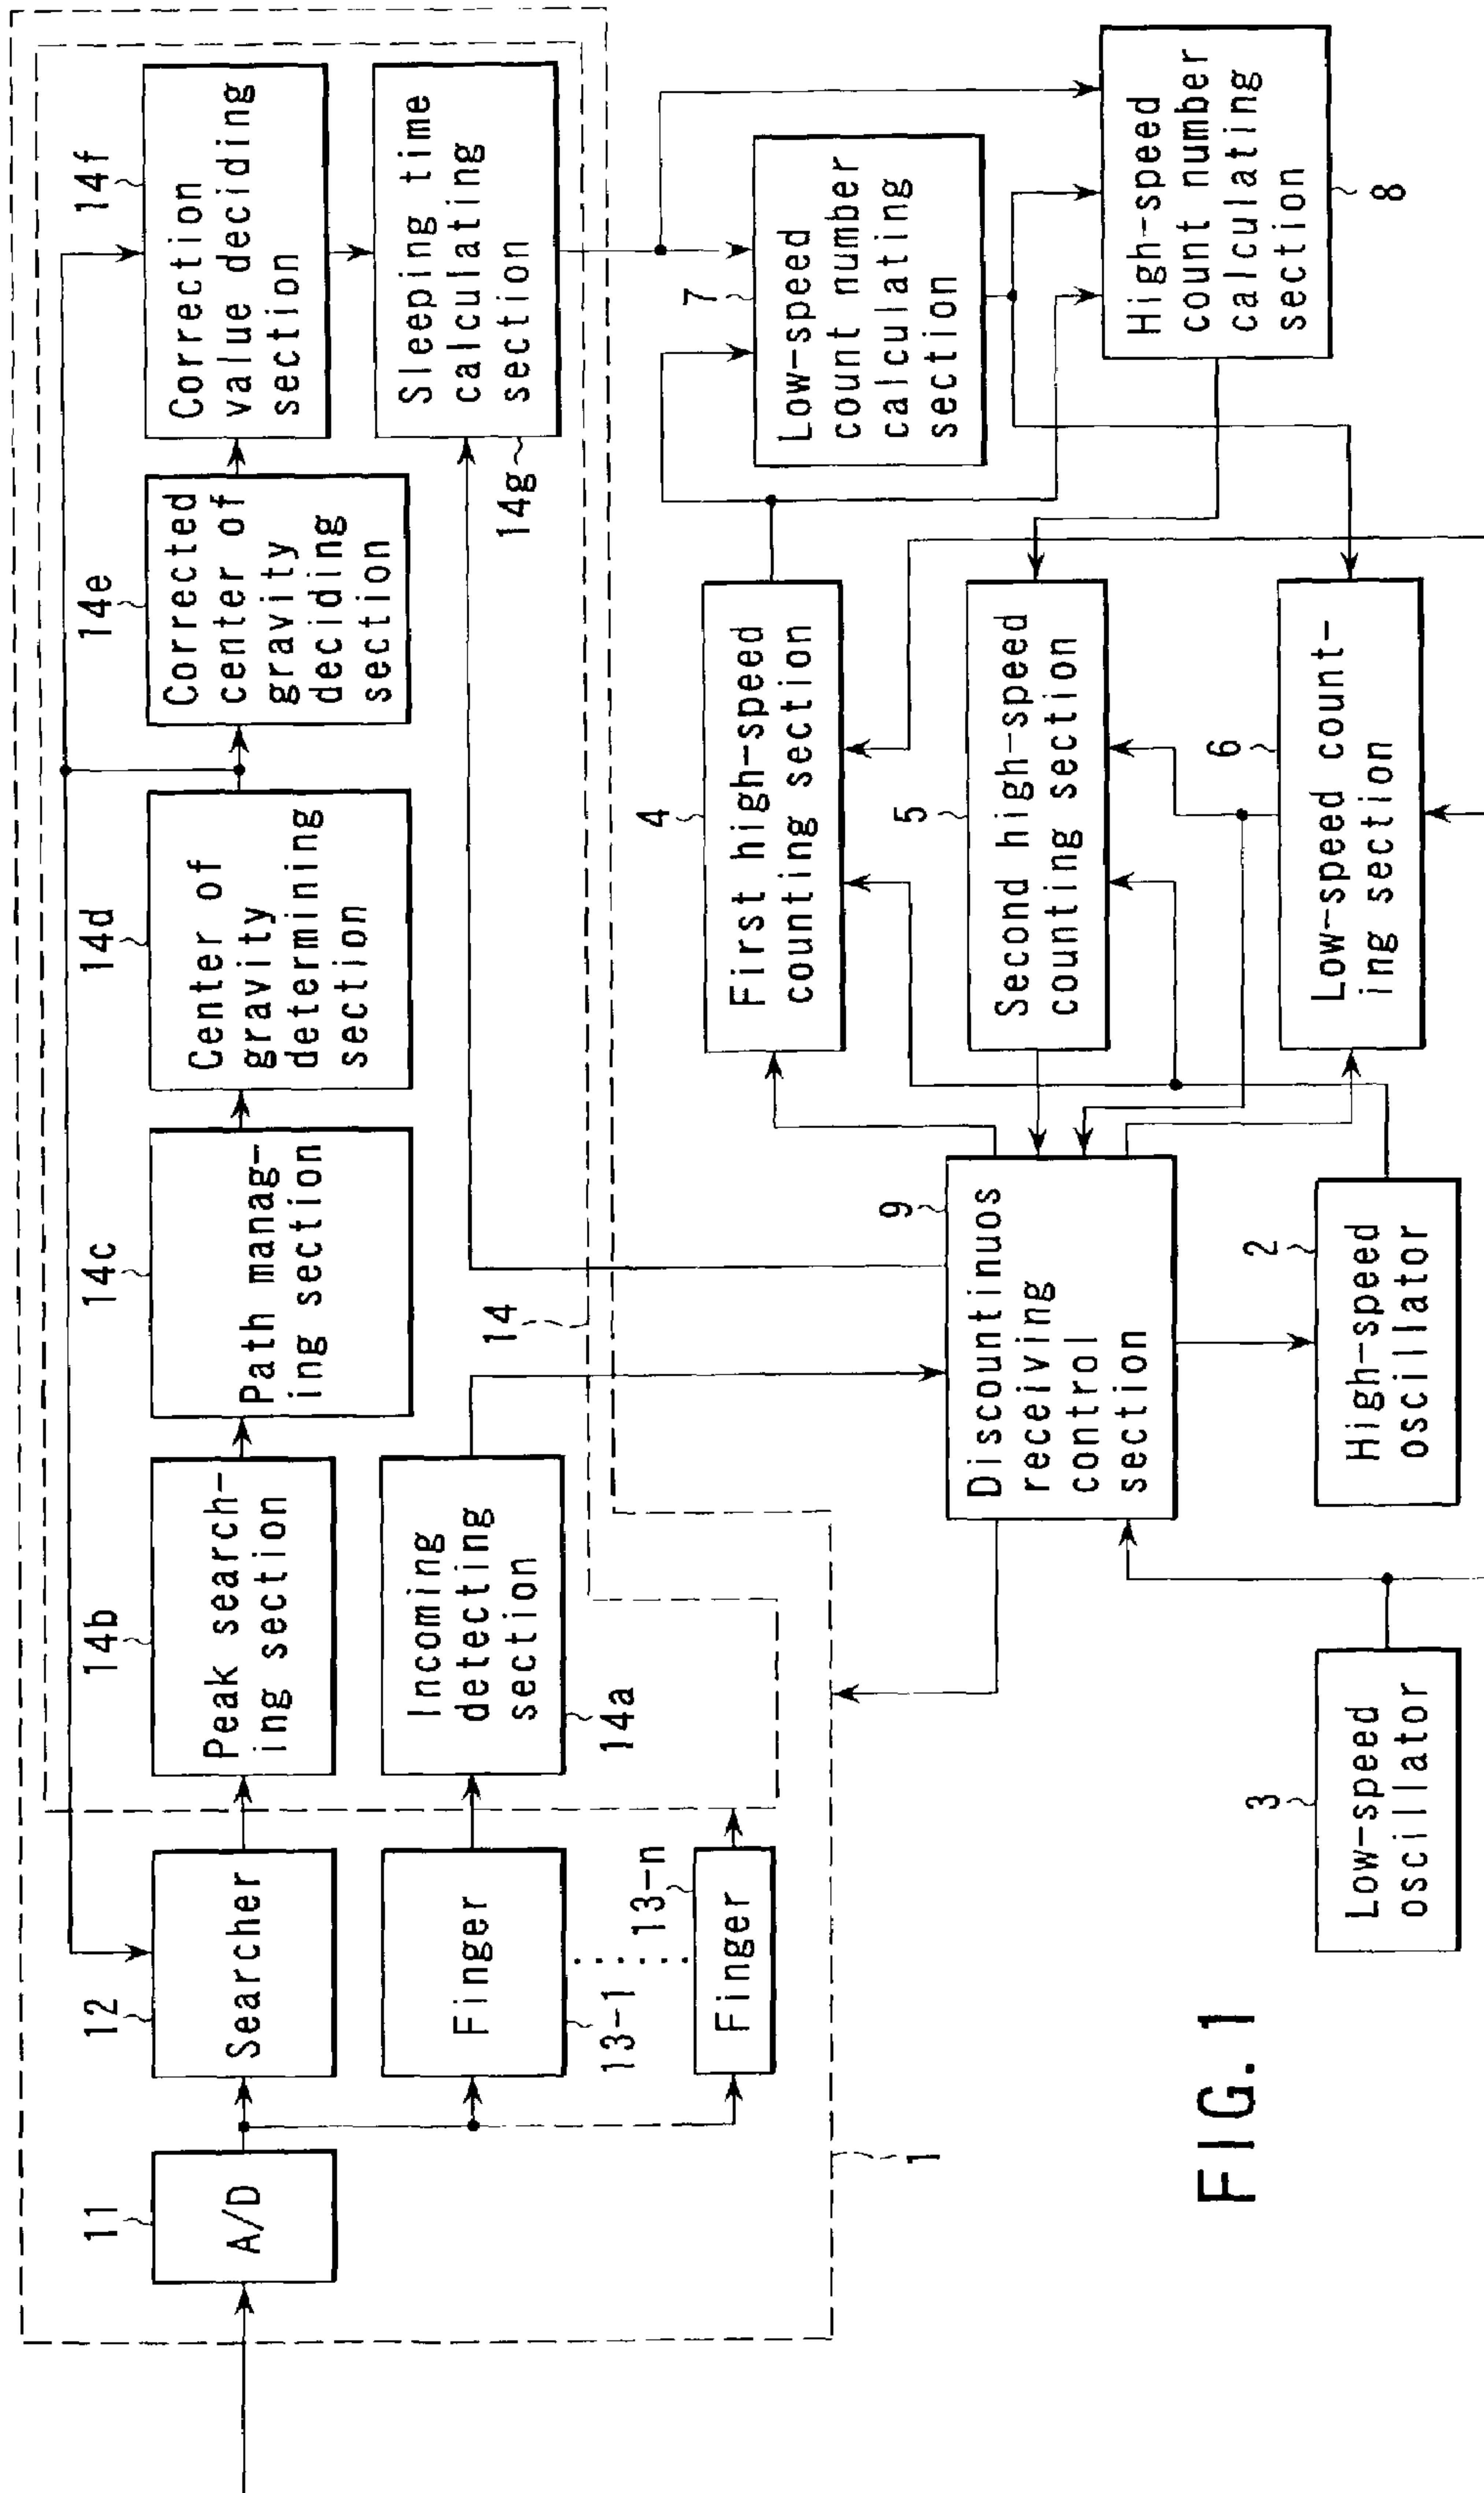 11
A/D
12
Searcher
14b
Peak search-
ing section
14c
Path manag-
ing section
14d
Center of
gravity
determining
section
14e
Corrected
center of
gravity
deciding
section
14f
Correction
value deciding
section
13-1
Finger
14a
Incoming
detecting
section
14
14g
Sleeping time
calculating
section
13-n
Finger
1
4
First high-speed
counting section
7
Low-speed
count number
calculating
section
9
Discountinuos
receiving
control
section
5
Second high-speed
counting section
8
High-speed
count number
calculating
section
3
Low-speed
oscillator
2
High-speed
oscillator
6
Low-speed count-
ing section
FIG. 1